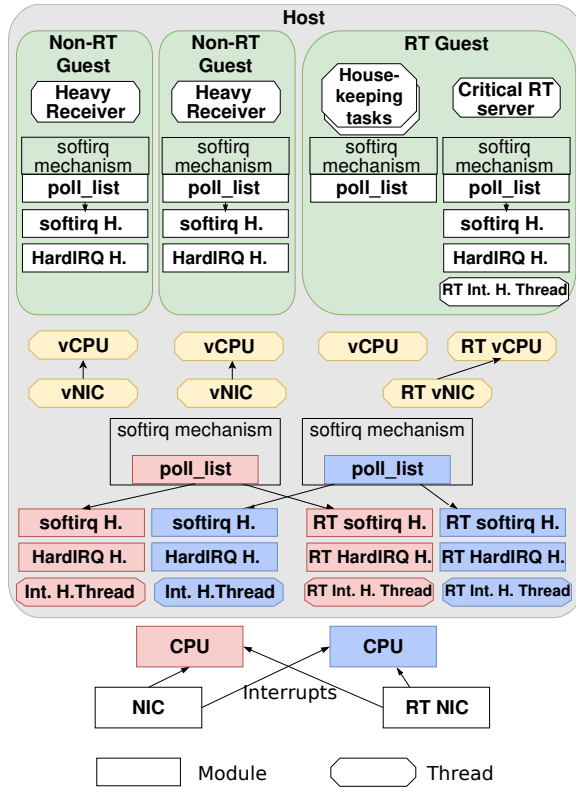 Host
Non-RT
Guest
Non-RT
Guest
RT Guest
Heavy
Receiver
Heavy
Receiver
House-
keeping
tasks
Critical RT
server
softirq
mechanism
softirq
mechanism
softirq
mechanism
softirq
mechanism
poll_list
poll_list
poll_list
poll_list
softirq H.
softirq H.
softirq H.
HardIRQ H.
HardIRQ H.
HardIRQ H.
RT Int. H. Thread
vCPU
vCPU
vCPU
RT vCPU
vNIC
vNIC
RT vNIC
softirq mechanism
softirq mechanism
poll_list
poll_list
softirq H.
softirq H.
RT softirq H.
RT softirq H.
HardIRQ H.
HardIRQ H.
RT HardIRQ H.
RT HardIRQ H.
Int. H.Thread
Int. H.Thread
RT Int. H. Thread
RT Int. H. Thread
CPU
CPU
Interrupts
NIC
RT NIC
Module
Thread